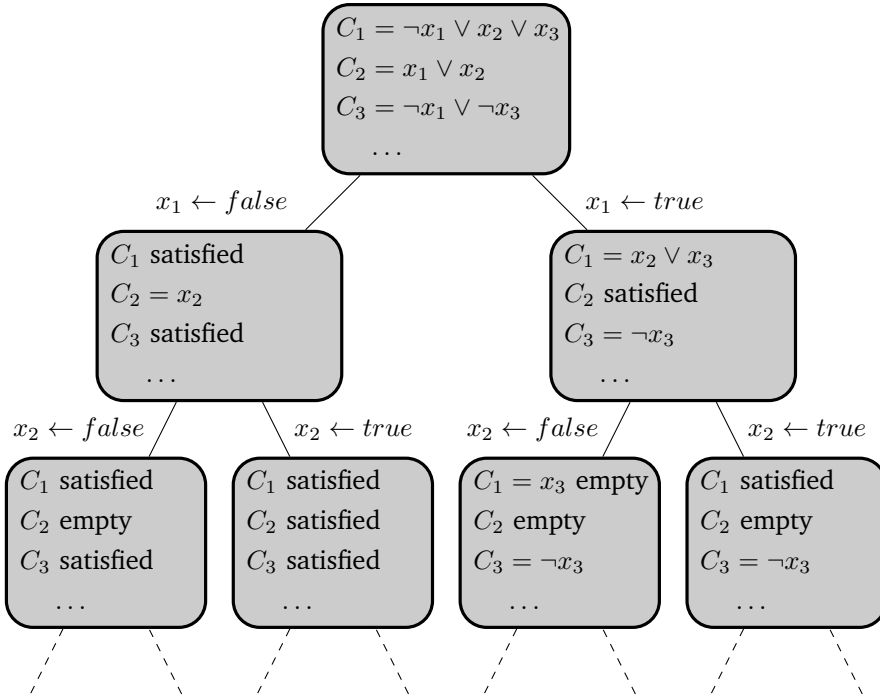 C₁ = ¬x₁ ∨ x₂ ∨ x₃
C₂ = x₁ ∨ x₂
C₃ = ¬x₁ ∨ ¬x₃
...
x₁ ← false
x₁ ← true
C₁ satisfied
C₂ = x₂
C₃ satisfied
...
C₁ = x₂ ∨ x₃
C₂ satisfied
C₃ = ¬x₃
...
x₂ ← false
x₂ ← true
x₂ ← false
x₂ ← true
C₁ satisfied
C₂ empty
C₃ satisfied
...
C₁ satisfied
C₂ satisfied
C₃ satisfied
...
C₁ = x₃ empty
C₂ empty
C₃ = ¬x₃
...
C₁ satisfied
C₂ empty
C₃ = ¬x₃
...